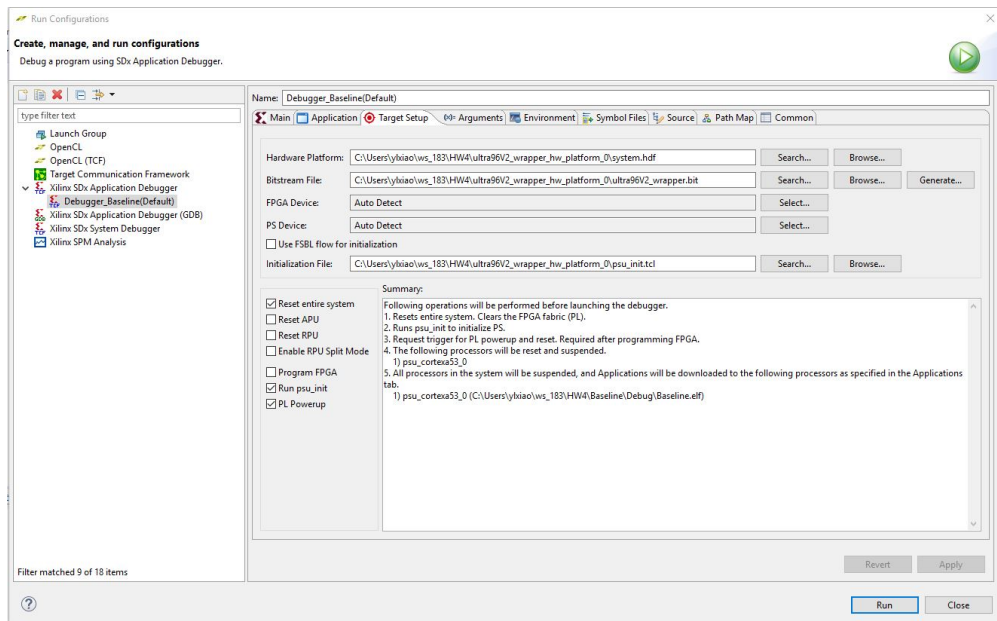 Run Configurations
Create, manage, and run configurations
Debug a program using SDx Application Debugger.
type filter text
Launch Group
OpenCL
OpenCL (TCF)
Target Communication Framework
Xilinx SDx Application Debugger
Debugger_Baseline(Default)
Xilinx SDx Application Debugger (GDB)
Xilinx SDx System Debugger
Xilinx SPM Analysis
Filter matched 9 of 18 items
Name: Debugger_Baseline(Default)
Main Application Target Setup (x)= Arguments Environment Symbol Files Source Path Map Common
Hardware Platform: C:\Users\ylxiao\ws_183\HW4\ultra96V2_wrapper_hw_platform_0\system.hdf Search... Browse...
Bitstream File: C:\Users\ylxiao\ws_183\HW4\ultra96V2_wrapper_hw_platform_0\ultra96V2_wrapper.bit Search... Browse... Generate...
FPGA Device: Auto Detect Select...
PS Device: Auto Detect Select...
Use FSBL flow for initialization
Initialization File: C:\Users\ylxiao\ws_183\HW4\ultra96V2_wrapper_hw_platform_0\psu_init.tcl Search... Browse...
Reset entire system
Reset APU
Reset RPU
Enable RPU Split Mode
Program FPGA
Run psu_init
PL Powerup
Summary:
Following operations will be performed before launching the debugger.
1. Resets entire system. Clears the FPGA fabric (PL).
2. Runs psu_init to initialize PS.
3. Request trigger for PL powerup and reset. Required after programming FPGA.
4. The following processors will be reset and suspended.
1) psu_cortexa53_0
5. All processors in the system will be suspended, and Applications will be downloaded to the following processors as specified in the Applications
tab.
1) psu_cortexa53_0 (C:\Users\ylxiao\ws_183\HW4\Baseline\Debug\Baseline.elf)
Revert Apply
? Run Close